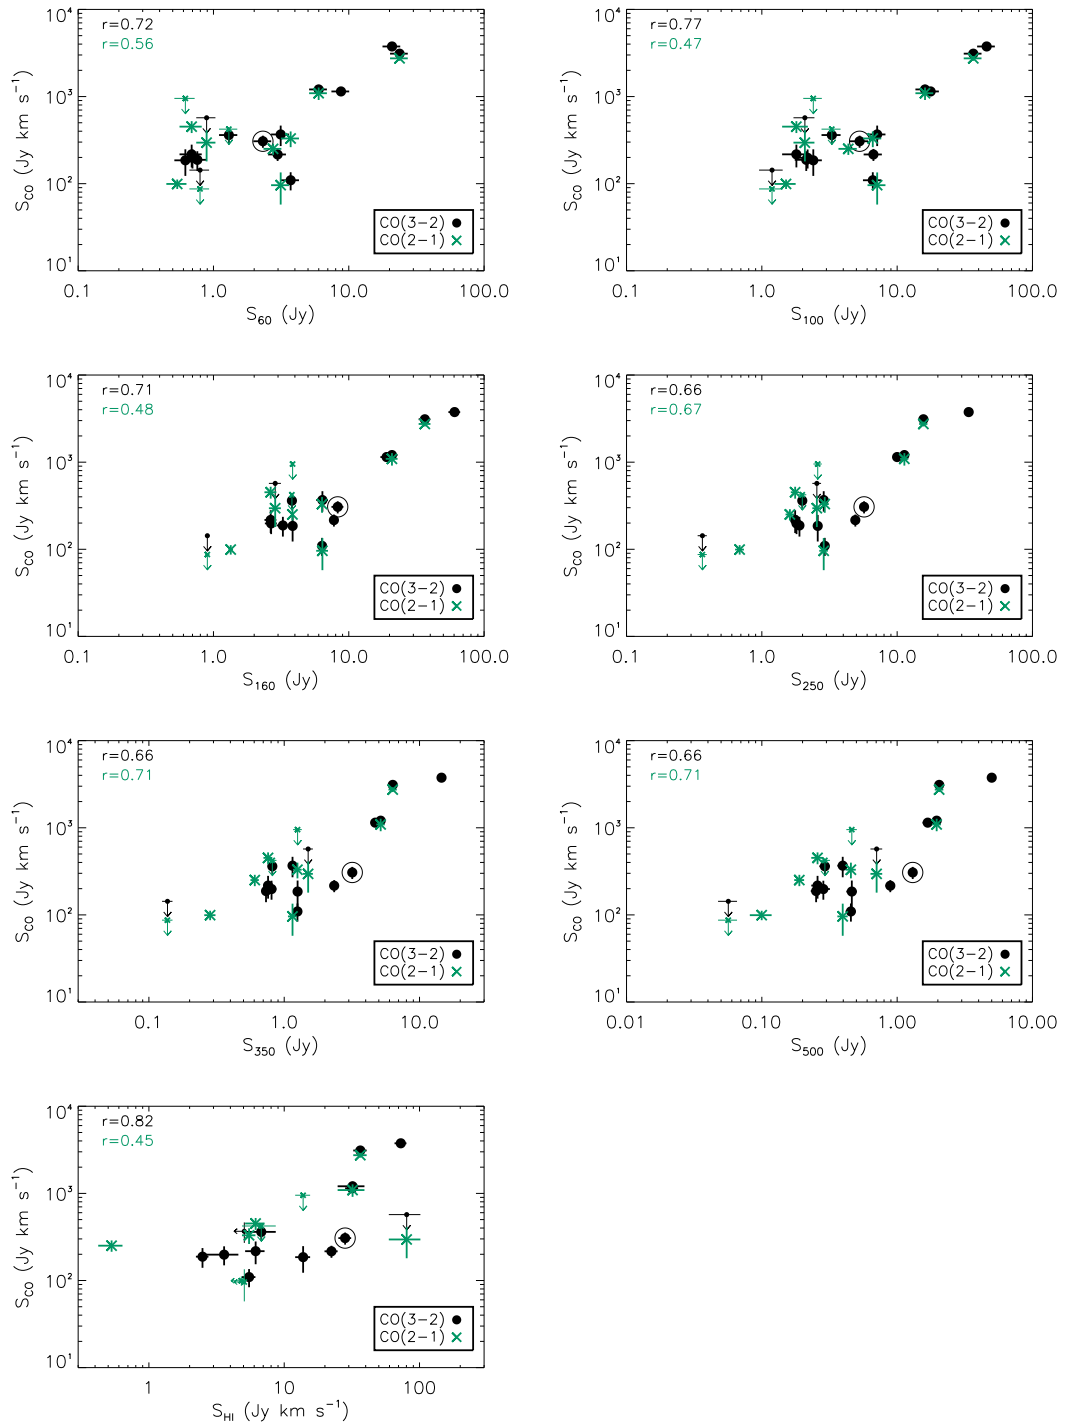 r=0.72
r=0.56
10⁴
10³
10²
10¹
S_CO (Jy km s⁻¹)
CO(3−2)
CO(2−1)
0.1 1.0 10.0 100.0
S₆₀ (Jy)
r=0.77
r=0.47
10⁴
10³
10²
10¹
S_CO (Jy km s⁻¹)
CO(3−2)
CO(2−1)
0.1 1.0 10.0 100.0
S₁₀₀ (Jy)
r=0.71
r=0.48
10⁴
10³
10²
10¹
S_CO (Jy km s⁻¹)
CO(3−2)
CO(2−1)
0.1 1.0 10.0 100.0
S₁₆₀ (Jy)
r=0.66
r=0.67
10⁴
10³
10²
10¹
S_CO (Jy km s⁻¹)
CO(3−2)
CO(2−1)
0.1 1.0 10.0 100.0
S₂₅₀ (Jy)
r=0.66
r=0.71
10⁴
10³
10²
10¹
S_CO (Jy km s⁻¹)
CO(3−2)
CO(2−1)
0.1 1.0 10.0
S₃₅₀ (Jy)
r=0.66
r=0.71
10⁴
10³
10²
10¹
S_CO (Jy km s⁻¹)
CO(3−2)
CO(2−1)
0.01 0.10 1.00 10.00
S₅₀₀ (Jy)
r=0.82
r=0.45
10⁴
10³
10²
10¹
S_CO (Jy km s⁻¹)
CO(3−2)
CO(2−1)
1 10 100
S_HI (Jy km s⁻¹)